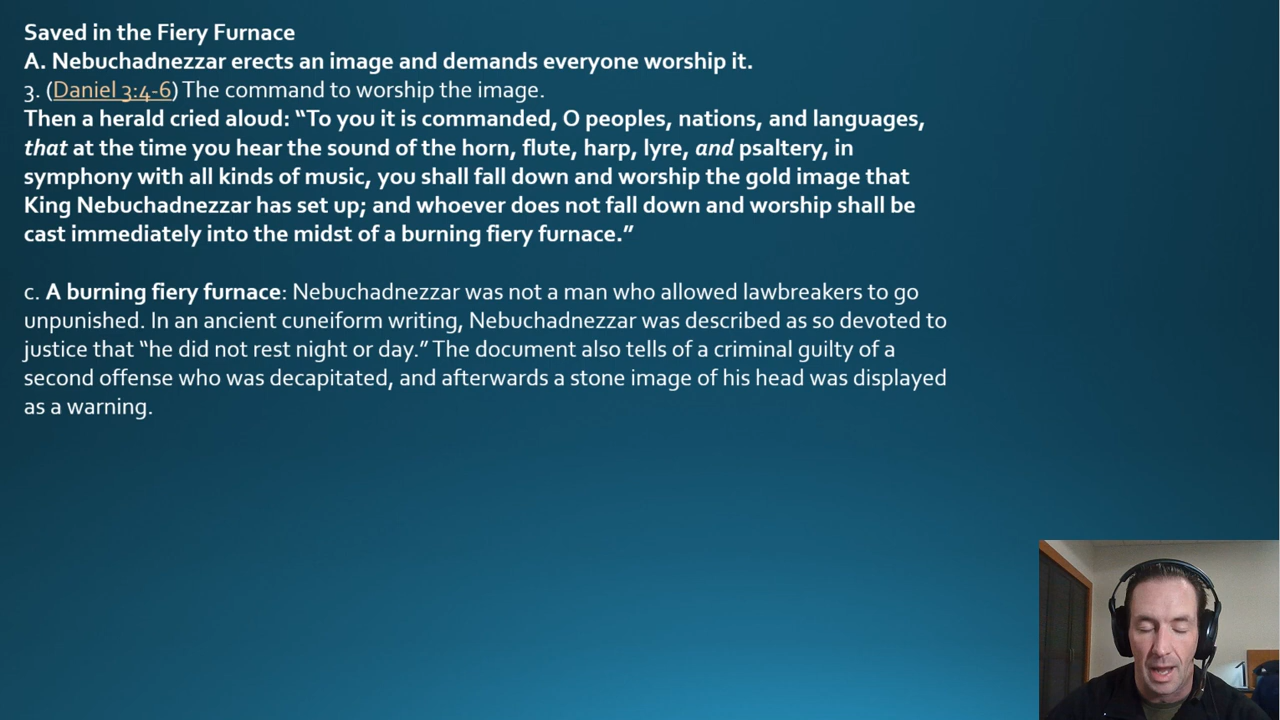 Saved in the Fiery Furnace
A. Nebuchadnezzar erects an image and demands everyone worship it.
3. (Daniel 3:4-6) The command to worship the image.
Then a herald cried aloud: “To you it is commanded, O peoples, nations, and languages,
that at the time you hear the sound of the horn, flute, harp, lyre, and psaltery, in
symphony with all kinds of music, you shall fall down and worship the gold image that
King Nebuchadnezzar has set up; and whoever does not fall down and worship shall be
cast immediately into the midst of a burning fiery furnace.”
c. A burning fiery furnace: Nebuchadnezzar was not a man who allowed lawbreakers to go
unpunished. In an ancient cuneiform writing, Nebuchadnezzar was described as so devoted to
justice that “he did not rest night or day.” The document also tells of a criminal guilty of a
second offense who was decapitated, and afterwards a stone image of his head was displayed
as a warning.